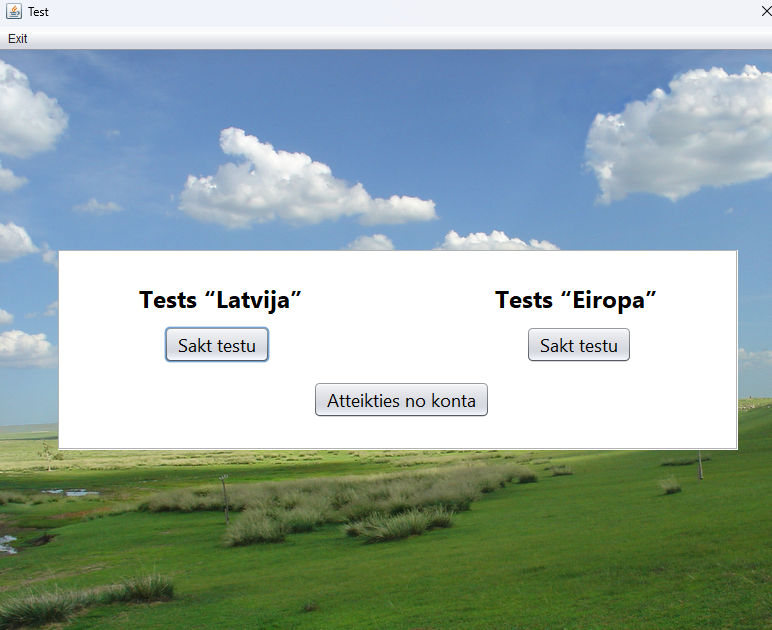 Test
Exit
Tests “Latvija”
Tests “Eiropa”
Sakt testu
Sakt testu
Atteikties no konta